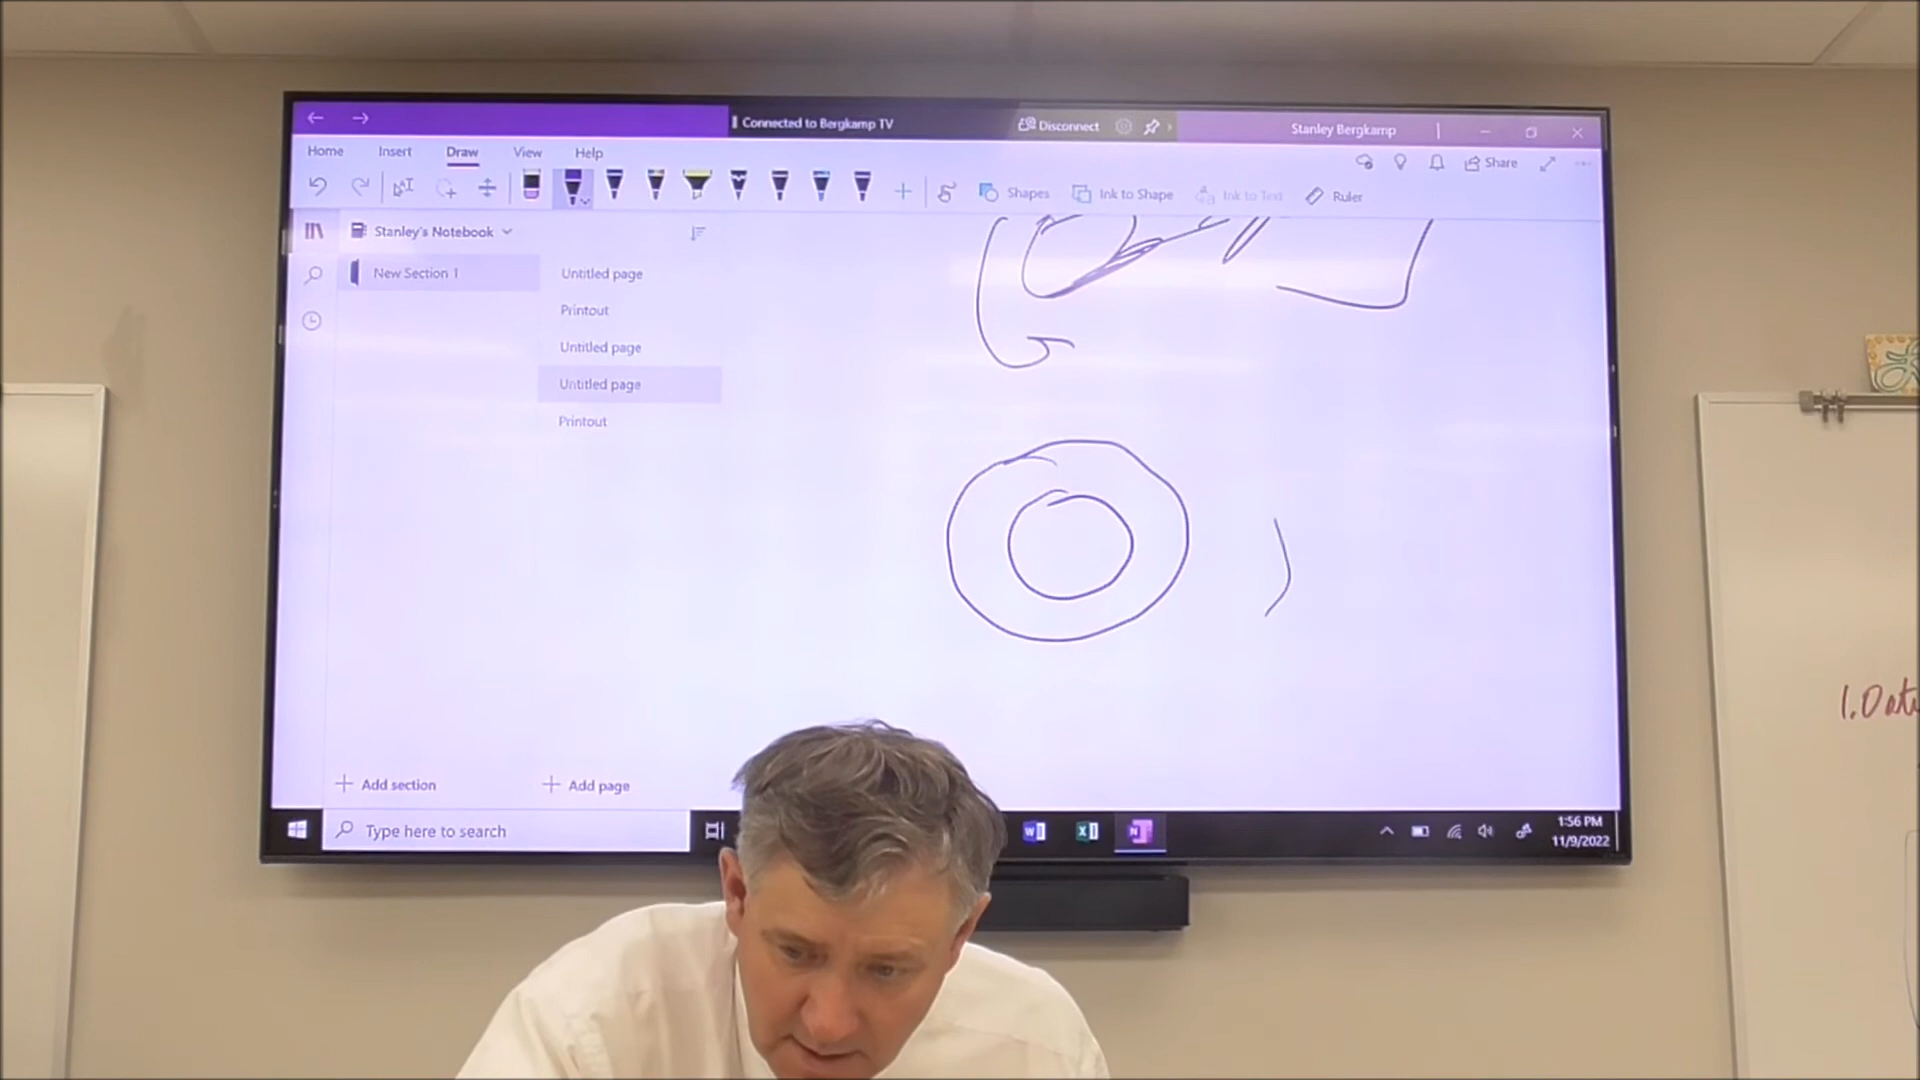 Connected to Bergkamp TV
Disconnect
Stanley Bergkamp
Home Insert Draw View Help
Share
Shapes Ink to Shape Ink to Text Ruler
Stanley's Notebook
New Section 1
Untitled page
Printout
Untitled page
Untitled page
Printout
1.
Add section
Add page
Type here to search
1:56 PM
11/9/2022